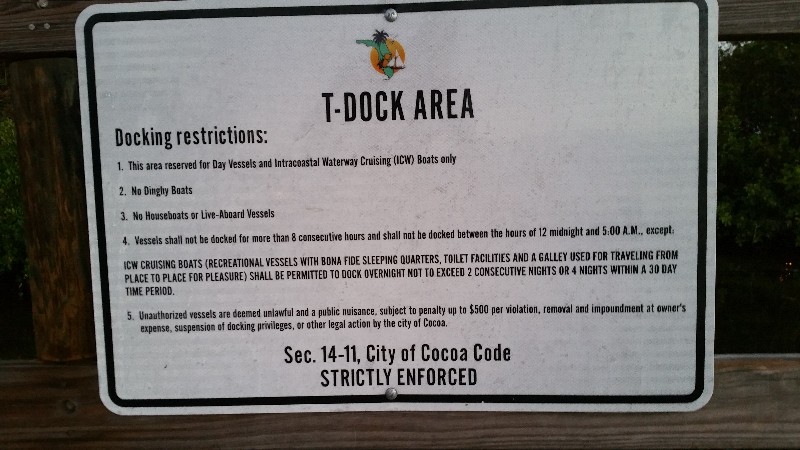 T-DOCK AREA
Docking restrictions:
1. This area reserved for Day Vessels and Intracoastal Waterway Cruising (ICW) Boats only
2. No Dinghy Boats
3. No Houseboats or Live-Aboard Vessels
4. Vessels shall not be docked for more than 8 consecutive hours and shall not be docked between the hours of 12 midnight and 5:00 A.M., except:
ICW CRUISING BOATS (RECREATIONAL VESSELS WITH BONA FIDE SLEEPING QUARTERS, TOILET FACILITIES AND A GALLEY USED FOR TRAVELING FROM
PLACE TO PLACE FOR PLEASURE) SHALL BE PERMITTED TO DOCK OVERNIGHT NOT TO EXCEED 2 CONSECUTIVE NIGHTS OR 4 NIGHTS WITHIN A 30 DAY
TIME PERIOD.
5. Unauthorized vessels are deemed unlawful and a public nuisance, subject to penalty up to $500 per violation, removal and impoundment at owner's
expense, suspension of docking privileges, or other legal action by the city of Cocoa.
Sec. 14-11, City of Cocoa Code
STRICTLY ENFORCED